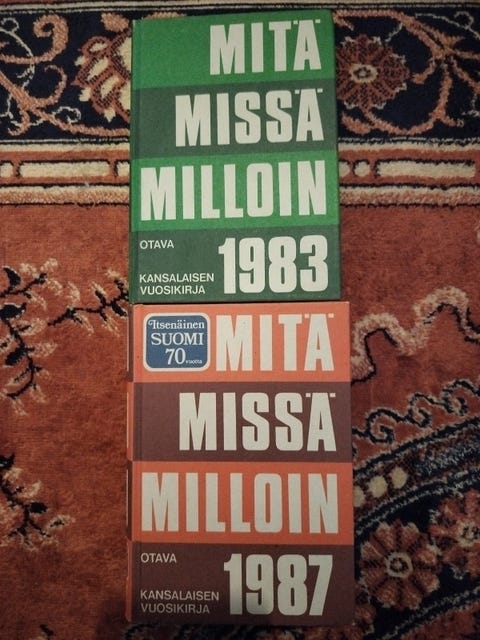 MITÄ
MISSÄ
MILLOIN
OTAVA
KANSALAISEN
VUOSIKIRJA
1983
Itsenäinen
SUOMI
70 vuotta
MITÄ
MISSÄ
MILLOIN
OTAVA
KANSALAISEN
VUOSIKIRJA
1987